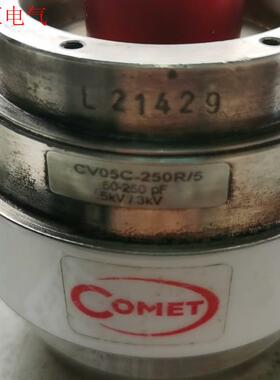 电气
L 21429
CV05C-250R/5
50-250 pF
5kV / 3kV
COMET